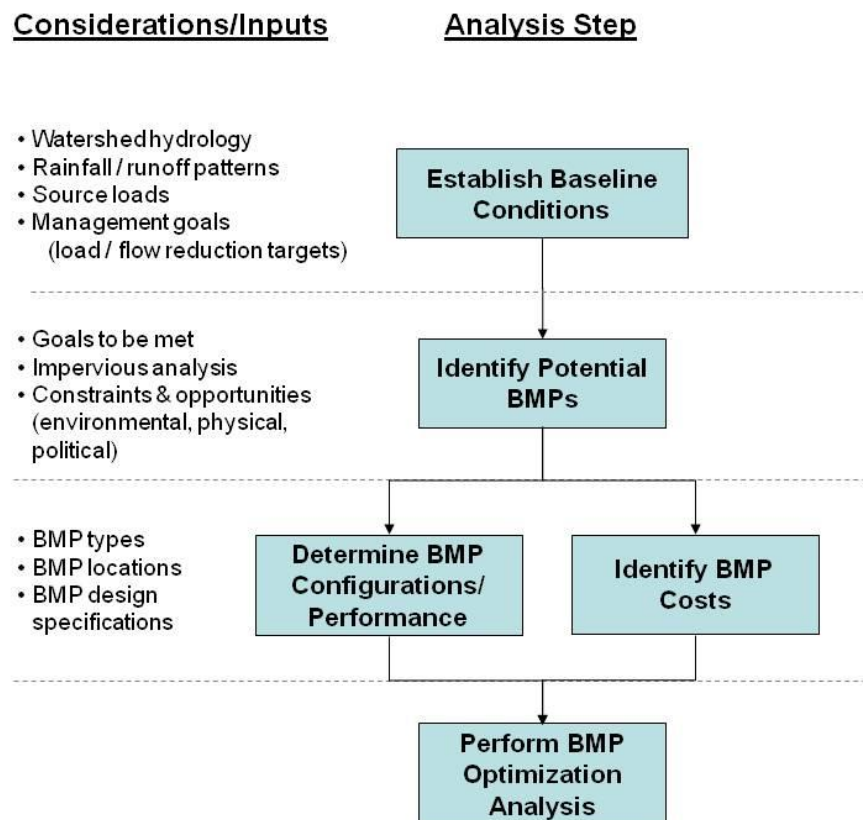 Considerations/Inputs
Analysis Step
• Watershed hydrology
• Rainfall / runoff patterns
• Source loads
• Management goals
(load / flow reduction targets)
Establish Baseline
Conditions
• Goals to be met
• Impervious analysis
• Constraints & opportunities
(environmental, physical,
political)
Identify Potential
BMPs
• BMP types
• BMP locations
• BMP design
specifications
Determine BMP
Configurations/
Performance
Identify BMP
Costs
Perform BMP
Optimization
Analysis